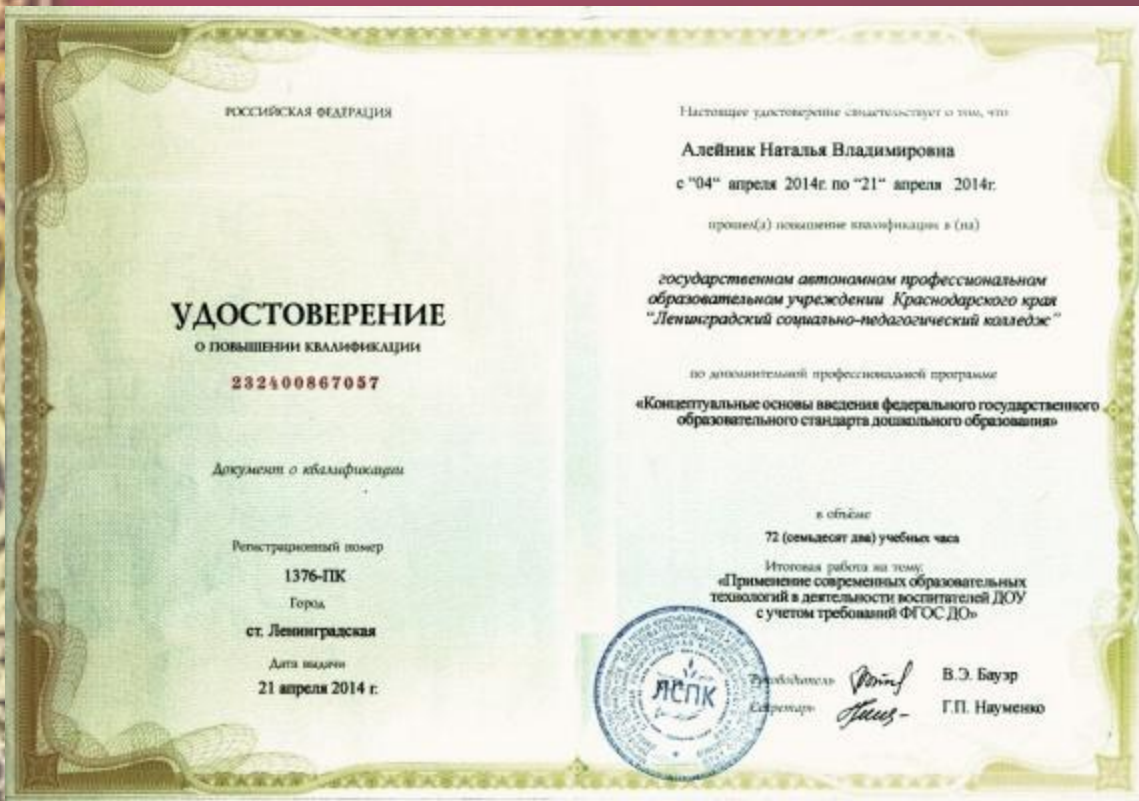 РОССИЙСКАЯ ФЕДЕРАЦИЯ
УДОСТОВЕРЕНИЕ
О ПОВЫШЕНИИ КВАЛИФИКАЦИИ
232400867057
Документ о квалификации
Регистрационный номер
1376-ПК
Город
ст. Ленинградская
Дата выдачи
21 апреля 2014 г.
Настоящее удостоверение свидетельствует о том, что
Алейник Наталья Владимировна
с "04" апреля 2014г. по "21" апреля 2014г.
прошел(а) повышение квалификации в (на)
государственном автономном профессиональном
образовательном учреждении Краснодарского края
"Ленинградский социально-педагогический колледж"
по дополнительной профессиональной программе
«Концептуальные основы введения федерального государственного
образовательного стандарта дошкольного образования»
в объёме
72 (семьдесят два) учебных часа
Итоговая работа на тему:
«Применение современных образовательных
технологий в деятельности воспитателей ДОУ
с учетом требований ФГОС ДО»
ЛСПК
Руководитель В.Э. Бауэр
Секретарь Г.П. Науменко